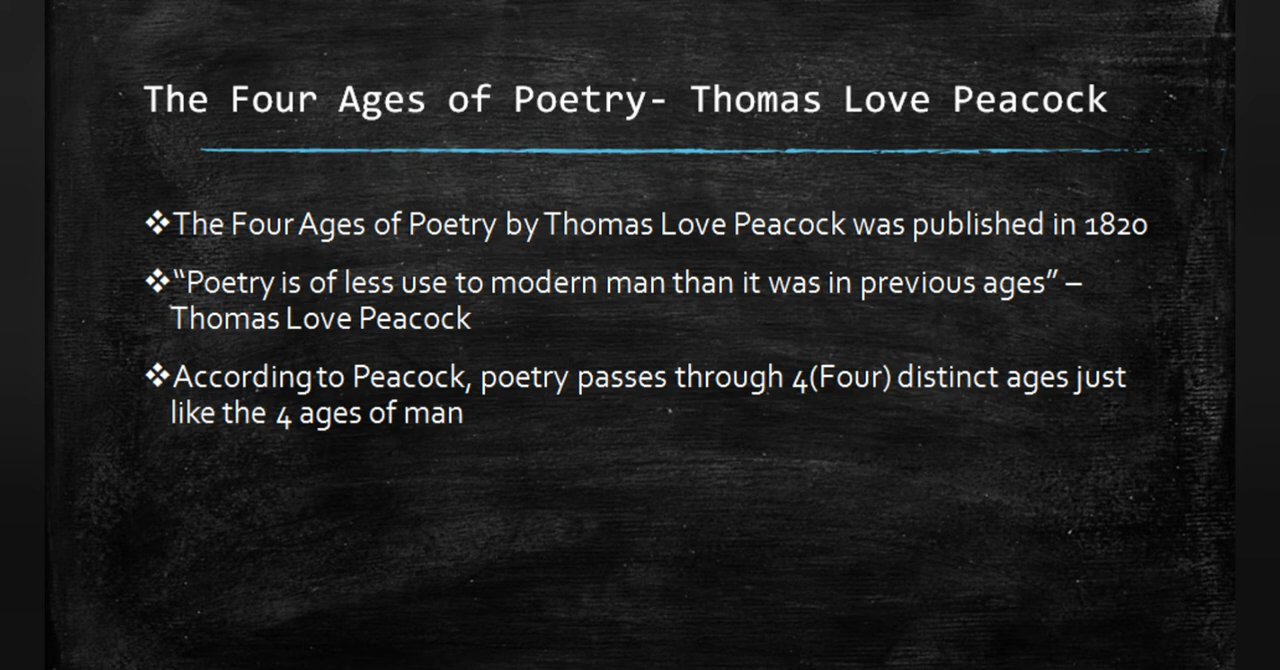 The Four Ages of Poetry- Thomas Love Peacock
❖The Four Ages of Poetry by Thomas Love Peacock was published in 1820
❖“Poetry is of less use to modern man than it was in previous ages” –
Thomas Love Peacock
❖According to Peacock, poetry passes through 4(Four) distinct ages just
like the 4 ages of man